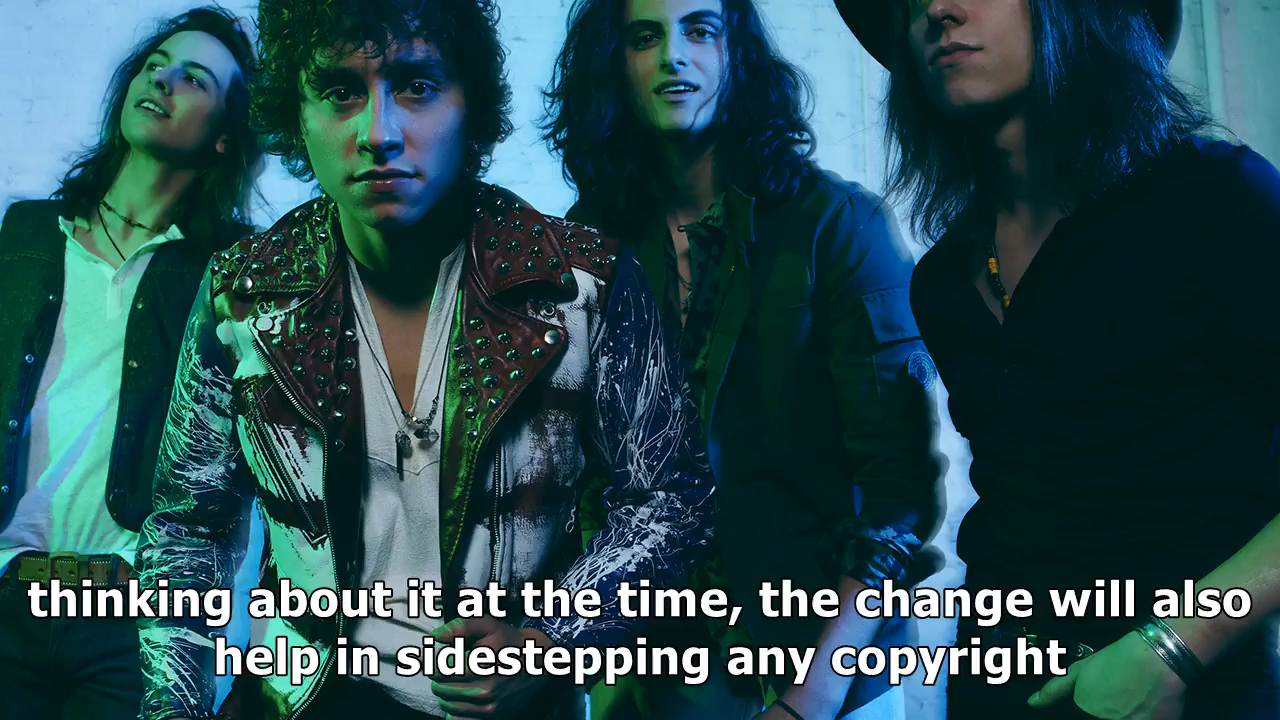 thinking about it at the time, the change will also
help in sidestepping any copyright